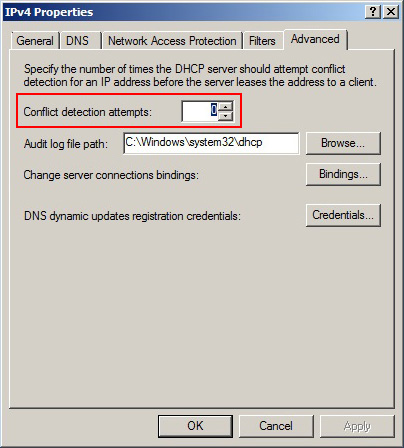 IPv4 Properties
General DNS Network Access Protection Filters Advanced
Specify the number of times the DHCP server should attempt conflict
detection for an IP address before the server leases the address to a client.
Conflict detection attempts: 0
Audit log file path: C:\Windows\system32\dhcp Browse...
Change server connections bindings: Bindings...
DNS dynamic updates registration credentials: Credentials...
OK Cancel Apply